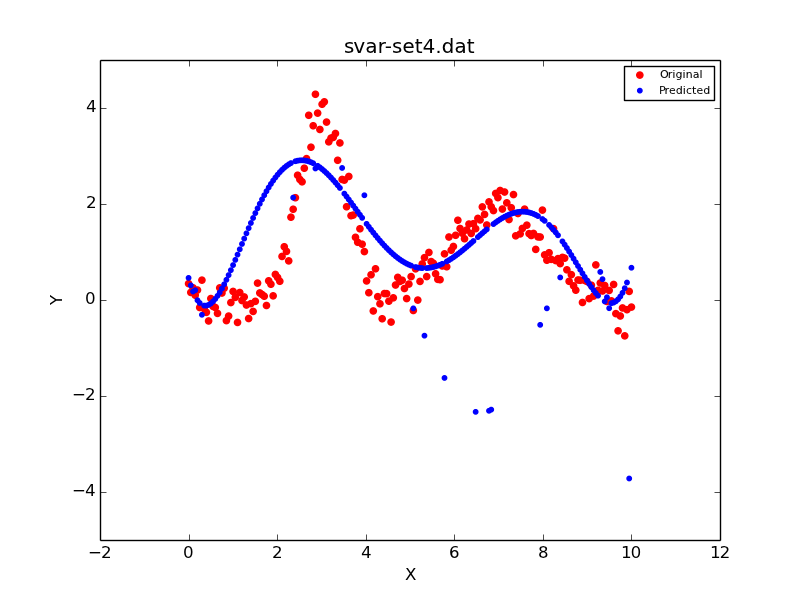 svar-set4.dat
Original
Predicted
4
2
0
−2
−4
Y
−2
0
2
4
6
8
10
12
X